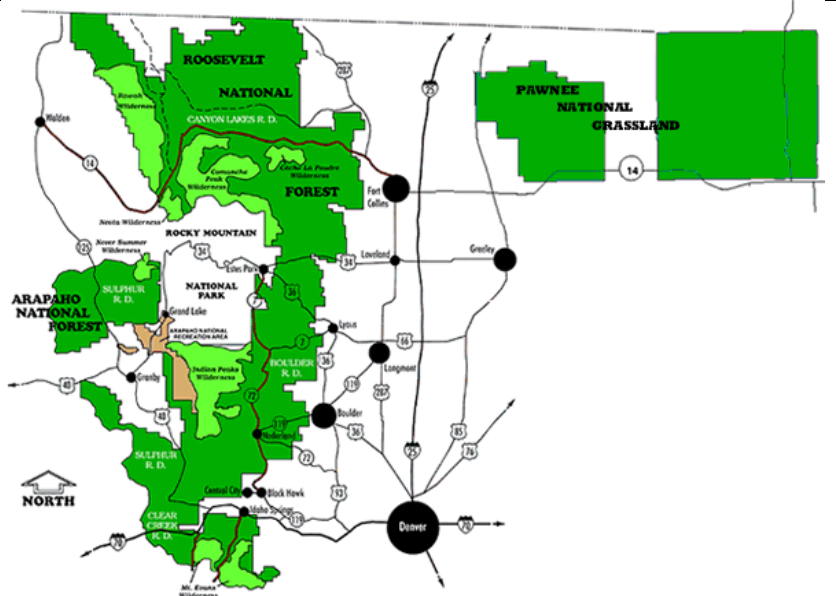 ROOSEVELT
NATIONAL
FOREST
287
25
PAWNEE
NATIONAL
GRASSLAND
Rawah
Wilderness
CANYON LAKES R. D.
Walden
14
Comanche
Peak
Wilderness
Cache La Poudre
Wilderness
14
Fort
Collins
Neota Wilderness
ROCKY MOUNTAIN
NATIONAL
PARK
Never Summer
Wilderness
125
34
Estes Park
34
Loveland
Greeley
SULPHUR
R. D.
ARAPAHO
NATIONAL
FOREST
Grand Lake
7
36
ARAPAHO NATIONAL
RECREATION AREA
Lyons
7
66
36
BOULDER
R. D.
Indian Peaks
Wilderness
Longmont
40
Granby
119
287
72
40
Boulder
119
36
Nederland
85
76
25
SULPHUR
R. D.
72
NORTH
93
Central City
Black Hawk
Idaho Springs
119
CLEAR
CREEK
R. D.
Denver
70
70
Mt. Evans
Wilderness